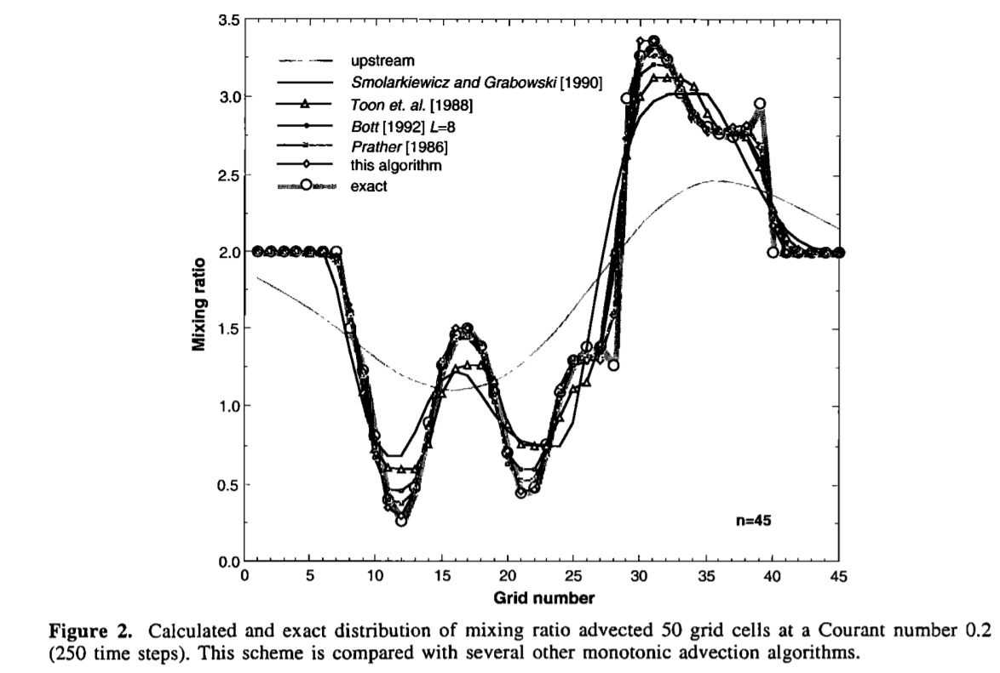 3.5
3.0
2.5
2.0
1.5
1.0
0.5
0.0
Mixing ratio
upstream
Smolarkiewicz and Grabowski [1990]
Toon et. al. [1988]
Bott [1992] L=8
Prather [1986]
this algorithm
exact
n=45
0 5 10 15 20 25 30 35 40 45
Grid number
Figure 2. Calculated and exact distribution of mixing ratio advected 50 grid cells at a Courant number 0.2
(250 time steps). This scheme is compared with several other monotonic advection algorithms.